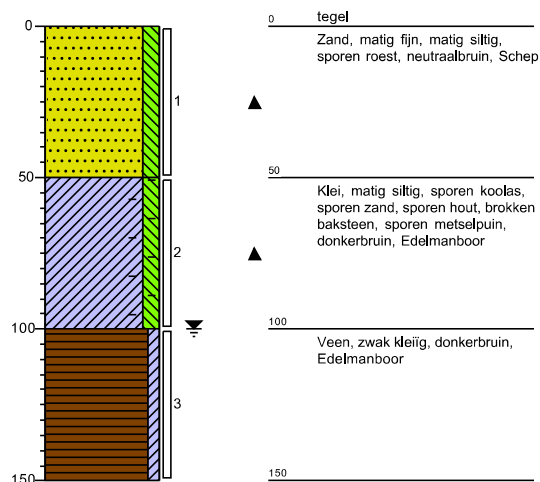 0
50
100
150
1
2
3
0
tegel
Zand, matig fijn, matig siltig,
sporen roest, neutraalbruin, Schep
50
Klei, matig siltig, sporen koolas,
sporen zand, sporen hout, brokken
baksteen, sporen metselpuin,
donkerbruin, Edelmanboor
100
Veen, zwak kleiïg, donkerbruin,
Edelmanboor
150